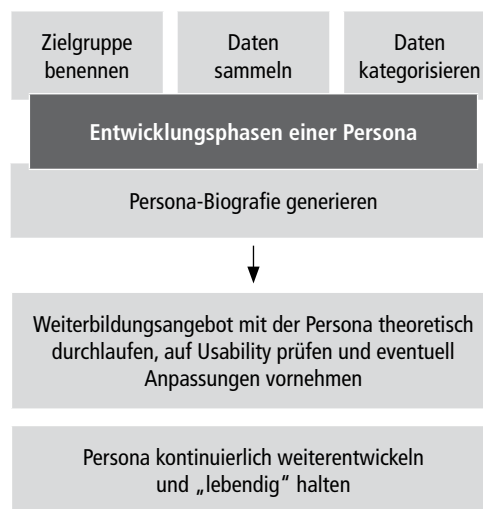 Zielgruppe
benennen
Daten
sammeln
Daten
kategorisieren
Entwicklungsphasen einer Persona
Persona-Biografie generieren
Weiterbildungsangebot mit der Persona theoretisch
durchlaufen, auf Usability prüfen und eventuell
Anpassungen vornehmen
Persona kontinuierlich weiterentwickeln
und „lebendig“ halten